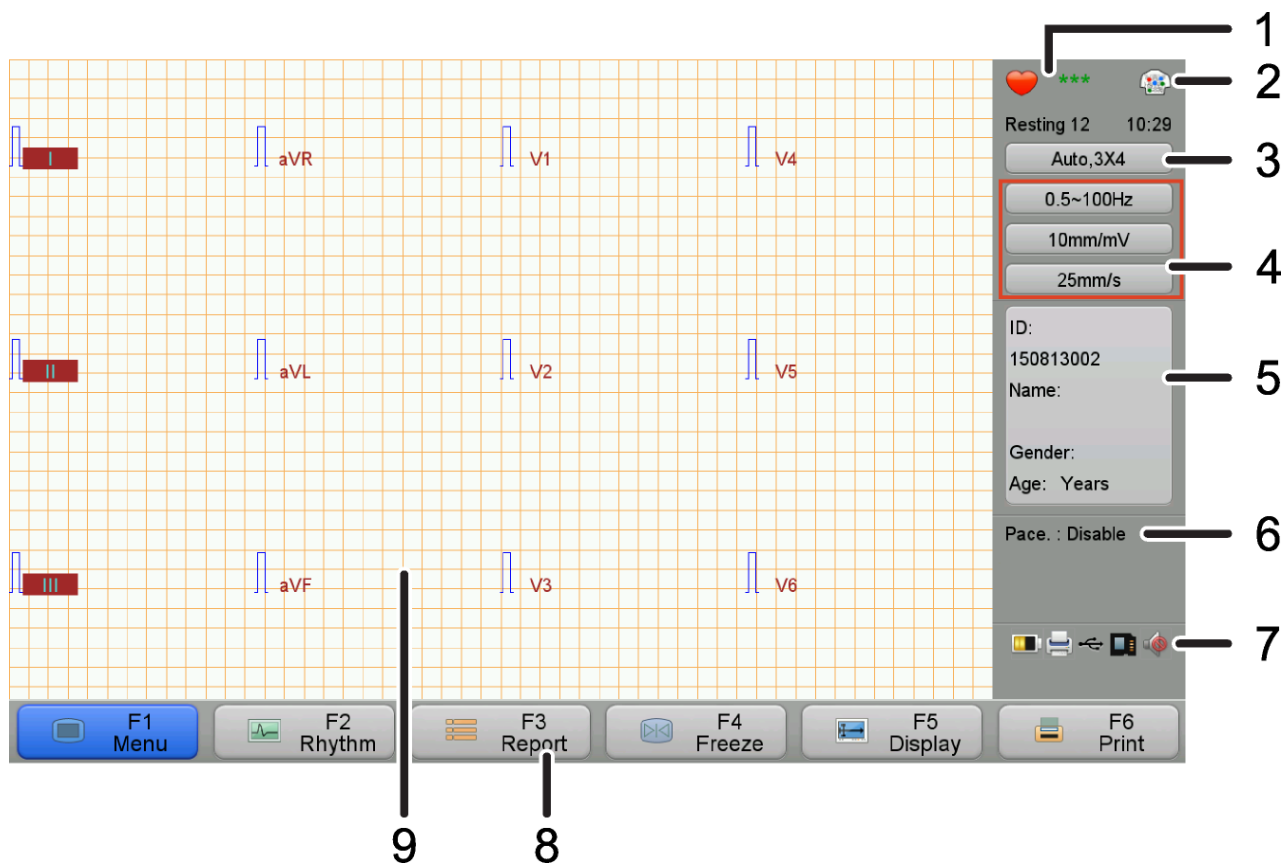 1
*** 2
Resting 12 10:29
Auto,3X4 3
0.5~100Hz
10mm/mV
25mm/s 4
ID:
150813002 5
Name:
Gender:
Age: Years
Pace. : Disable 6
7
I aVR V1 V4
II aVL V2 V5
III aVF V3 V6
F1 F2 F3 F4 F5 F6
Menu Rhythm Report Freeze Display Print
9 8